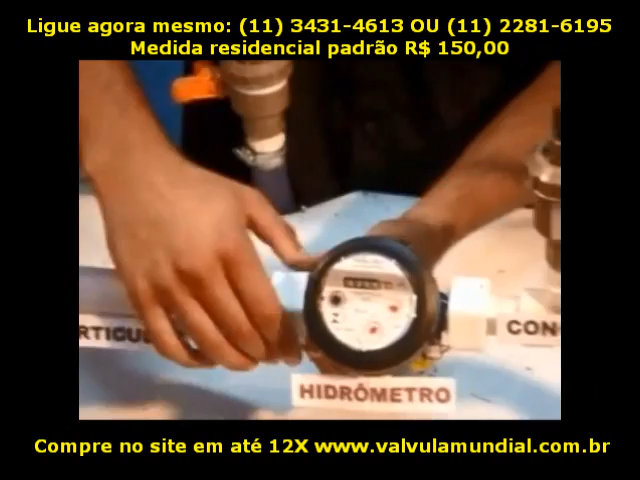 Ligue agora mesmo: (11) 3431-4613 OU (11) 2281-6195
Medida residencial padrão R$ 150,00
HIDRÔMETRO
Compre no site em até 12X www.valvulamundial.com.br